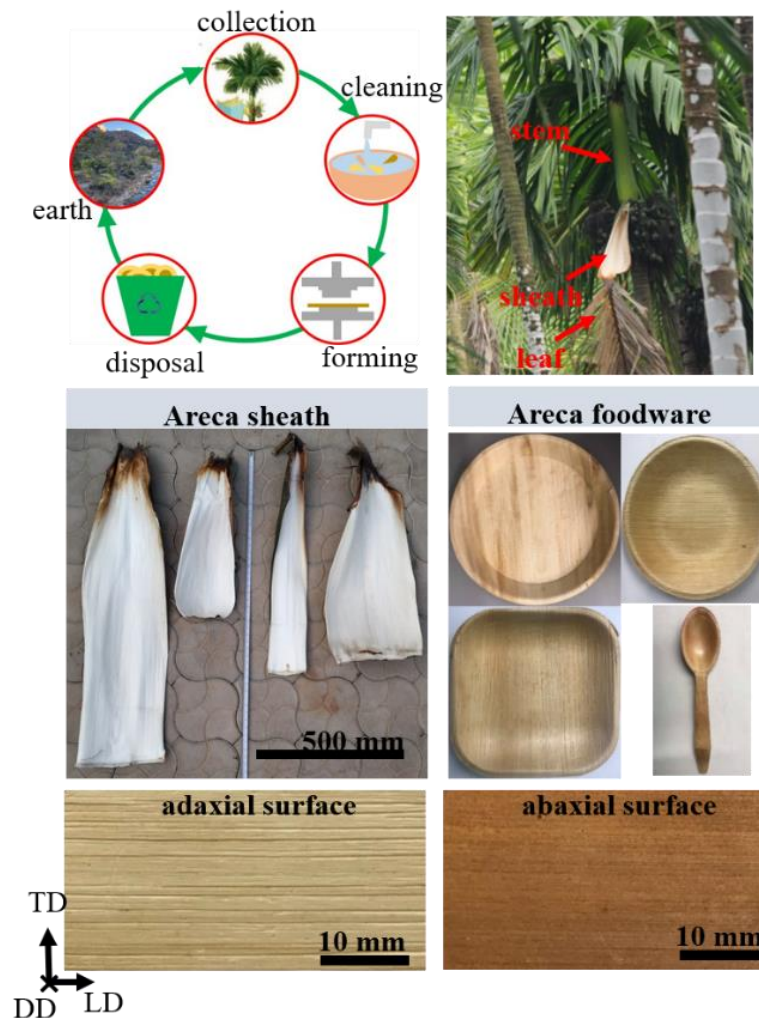 collection
cleaning
earth
disposal
forming
stem
sheath
leaf
Areca sheath
Areca foodware
500 mm
adaxial surface
abaxial surface
TD
10 mm
10 mm
DD
LD